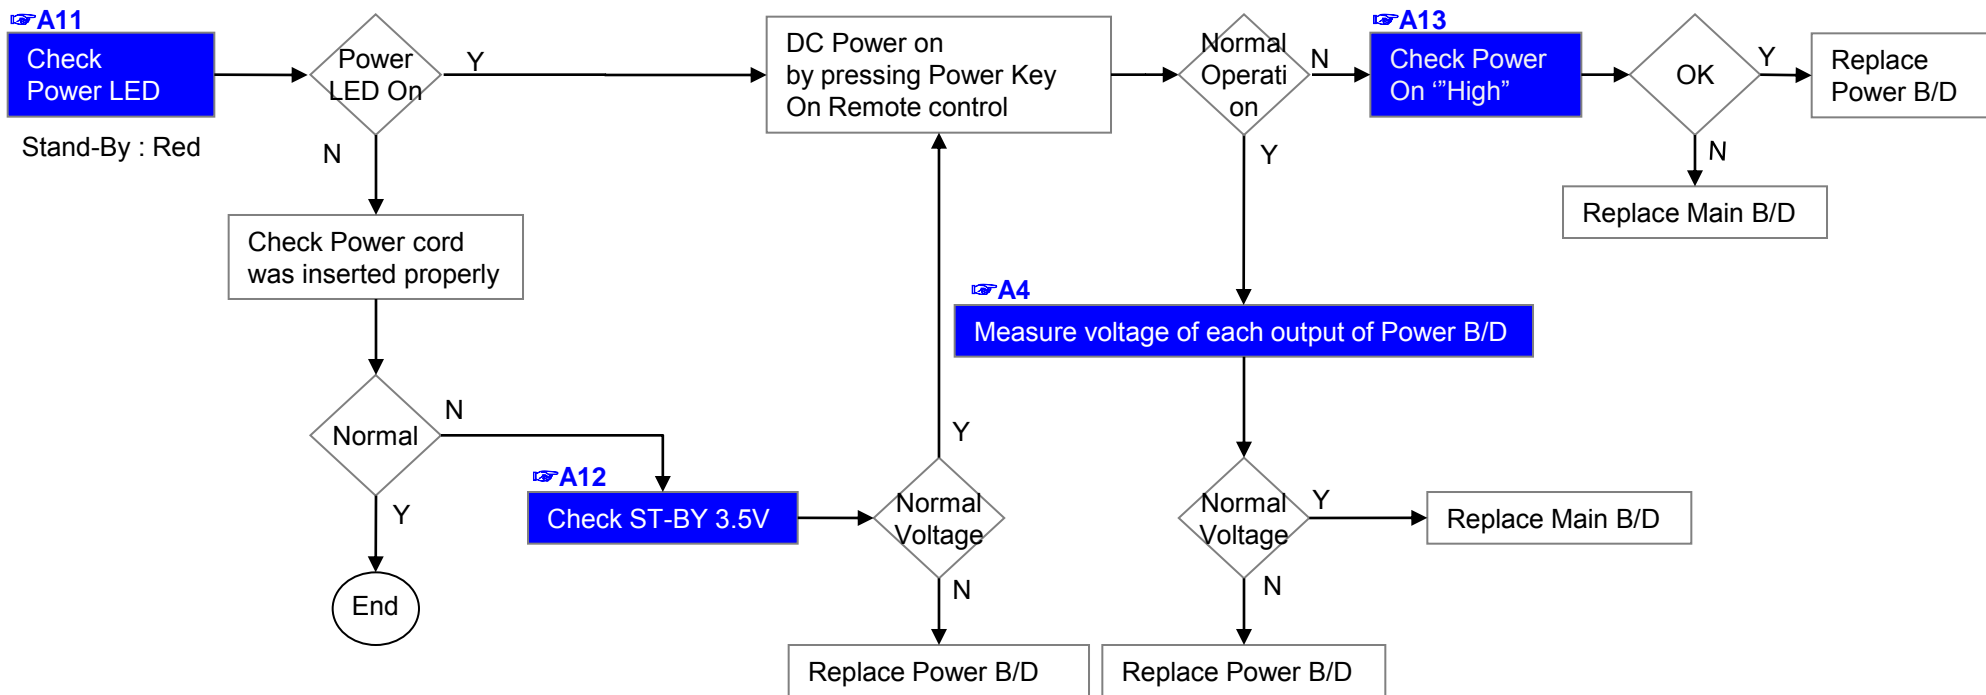 ☞A11
Check
Power LED
Stand-By : Red
Power
LED On
Y
N
Check Power cord
was inserted properly
Normal
N
Y
End
☞A12
Check ST-BY 3.5V
Normal
Voltage
Y
N
Replace Power B/D
DC Power on
by pressing Power Key
On Remote control
Normal
Operati
on
N
Y
☞A13
Check Power
On “”High”
OK
Y
Replace
Power B/D
N
Replace Main B/D
☞A4
Measure voltage of each output of Power B/D
Normal
Voltage
Y
Replace Main B/D
N
Replace Power B/D